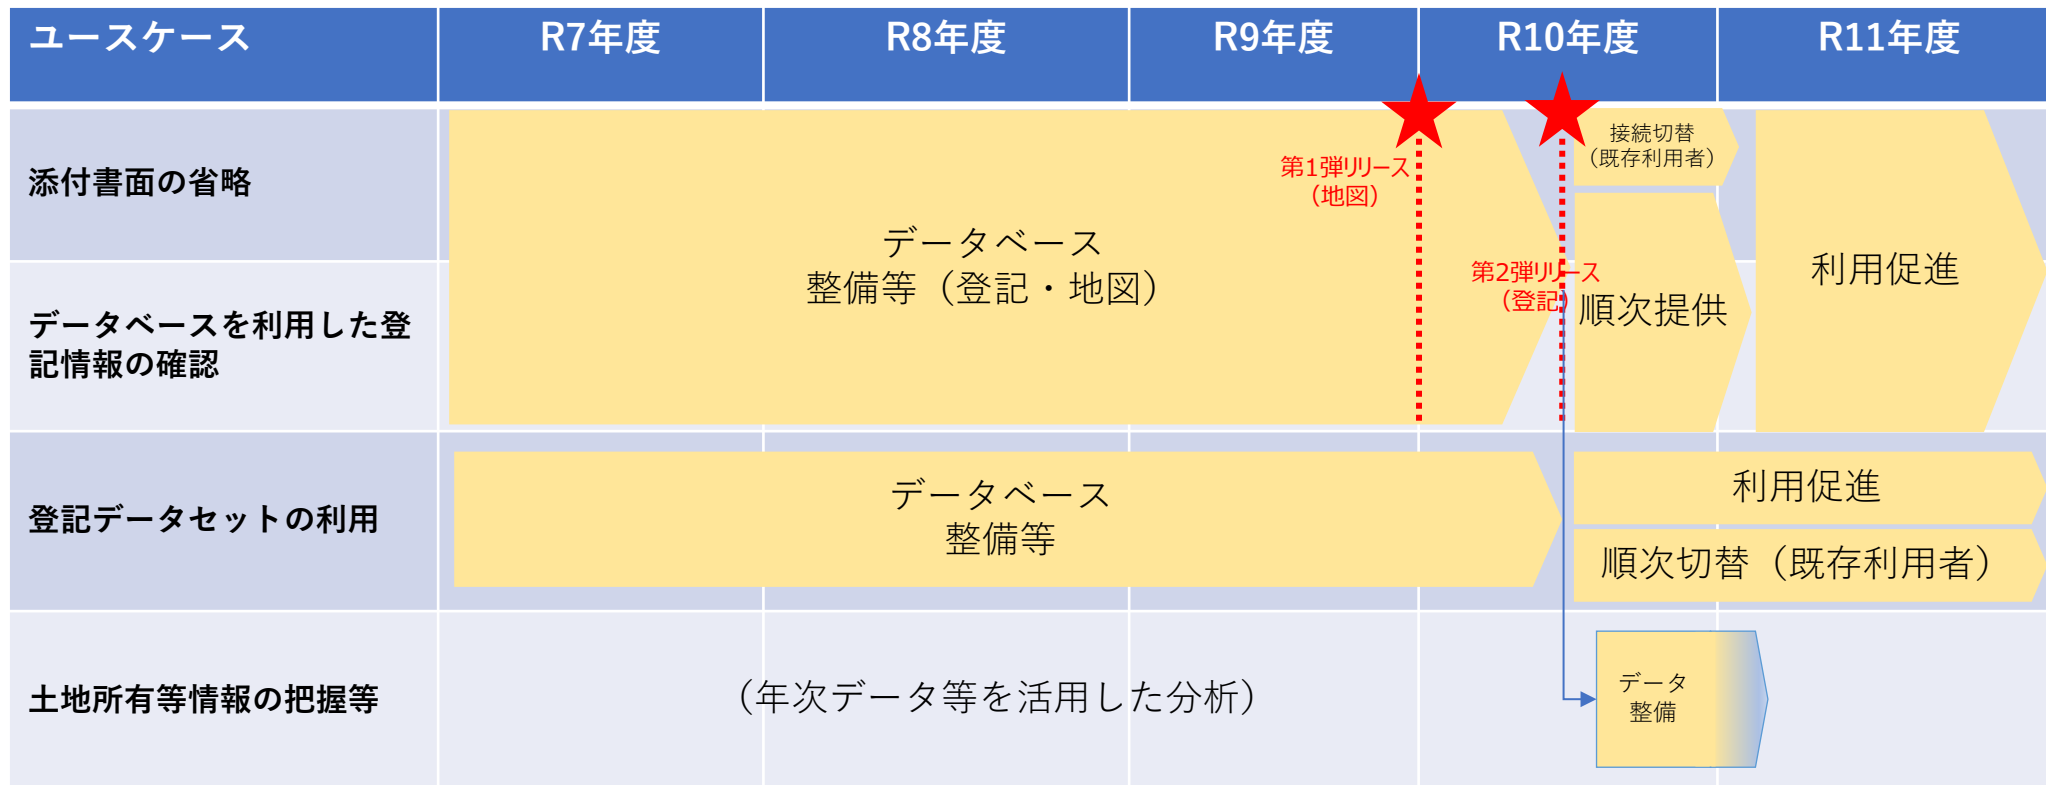 ユースケース
R7年度
R8年度
R9年度
R10年度
R11年度
添付書面の省略
データベースを利用した登
記情報の確認
データベース
整備等（登記・地図）
第1弾リリース
（地図）
第2弾リリース
（登記）
接続切替
（既存利用者）
順次提供
利用促進
登記データセットの利用
データベース
整備等
利用促進
順次切替（既存利用者）
土地所有等情報の把握等
（年次データ等を活用した分析）
データ
整備